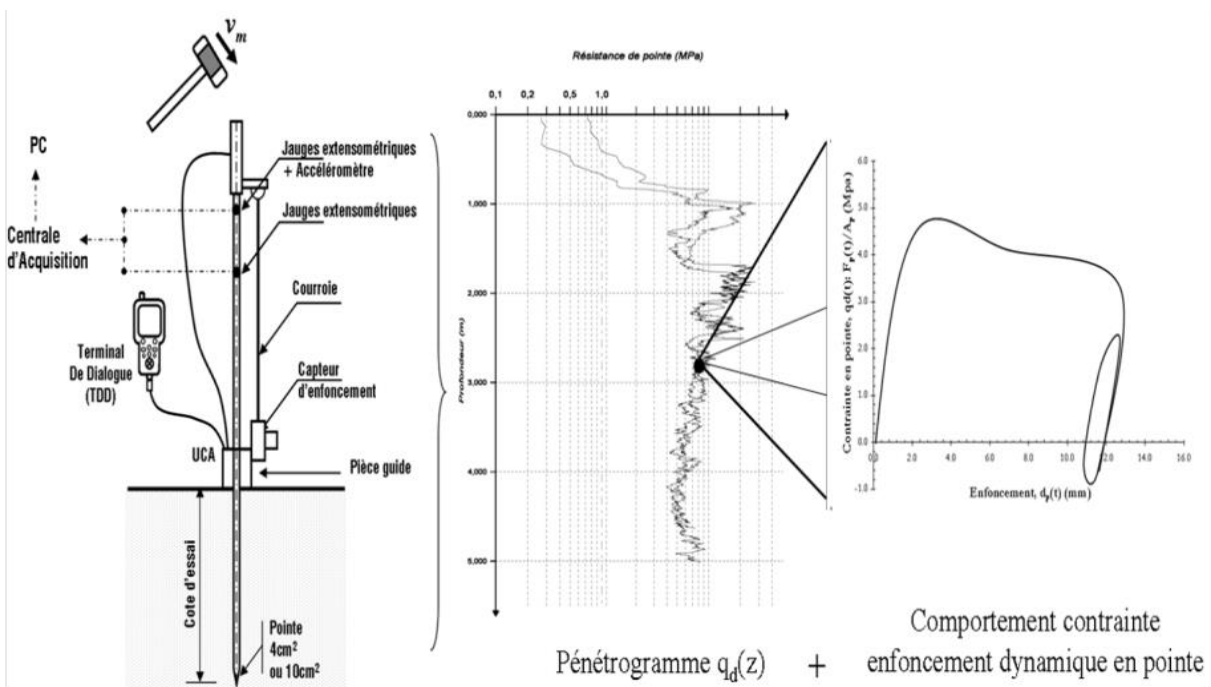 v_m
PC
Jauges extensométriques
+ Accéléromètre
Jauges extensométriques
Centrale
d'Acquisition
Courroie
Terminal
De Dialogue
(TDD)
Capteur
d'enfoncement
UCA
Pièce guide
Cote d'essai
Pointe
4cm²
ou 10cm²
Résistance de pointe (MPa)
0,1 0,2 0,5 1,0
0,000
1,000
2,000
3,000
4,000
5,000
Profondeur (m)
Contrainte en pointe, qd(t): F_p(t)/A_p (Mpa)
6.0
5.0
4.0
3.0
2.0
1.0
0.0
-1.0
0.0 2.0 4.0 6.0 8.0 10.0 12.0 14.0 16.0
Enfoncement, d_p(t) (mm)
Pénétrogramme q_d(z) +
Comportement contrainte
enfoncement dynamique en pointe